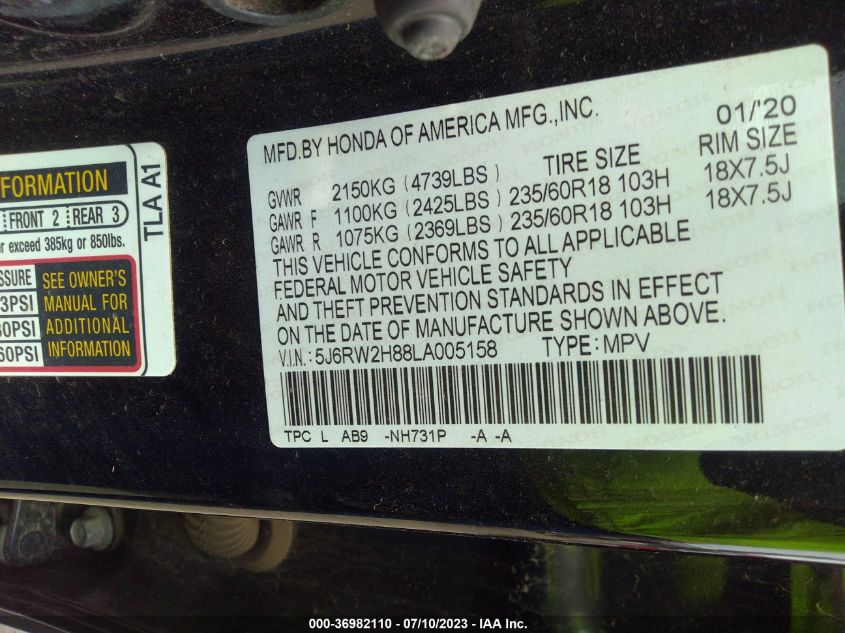 FORMATION
FRONT 2 REAR 3
r exceed 385kg or 850lbs.
SSURE SEE OWNER'S
3PSI MANUAL FOR
30PSI ADDITIONAL
60PSI INFORMATION
TLA A1
MFD.BY HONDA OF AMERICA MFG.,INC. 01/'20
GVWR 2150KG (4739LBS) TIRE SIZE RIM SIZE
GAWR F 1100KG (2425LBS) 235/60R18 103H 18X7.5J
GAWR R 1075KG (2369LBS) 235/60R18 103H 18X7.5J
THIS VEHICLE CONFORMS TO ALL APPLICABLE
FEDERAL MOTOR VEHICLE SAFETY
AND THEFT PREVENTION STANDARDS IN EFFECT
ON THE DATE OF MANUFACTURE SHOWN ABOVE.
V.I.N.:5J6RW2H88LA005158 TYPE:MPV
TPC L AB9 -NH731P -A -A
000-36982110 - 07/10/2023 - IAA Inc.